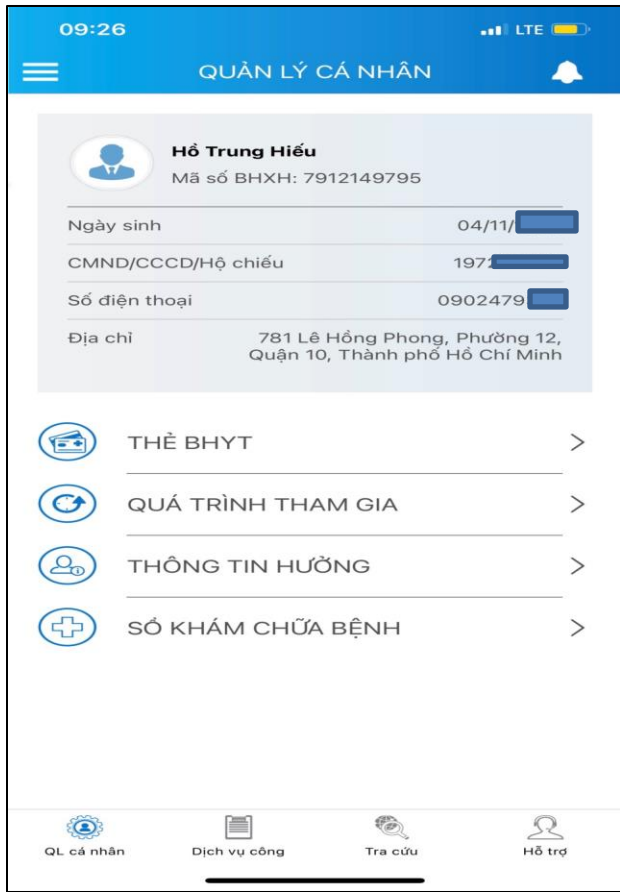 09:26
LTE
QUẢN LÝ CÁ NHÂN
Hồ Trung Hiếu
Mã số BHXH: 7912149795
Ngày sinh 04/11/
CMND/CCCD/Hộ chiếu 197
Số điện thoại 0902479
Địa chỉ 781 Lê Hồng Phong, Phường 12,
Quận 10, Thành phố Hồ Chí Minh
THẺ BHYT
QUÁ TRÌNH THAM GIA
THÔNG TIN HƯỞNG
SỔ KHÁM CHỮA BỆNH
QL cá nhân Dịch vụ công Tra cứu Hỗ trợ